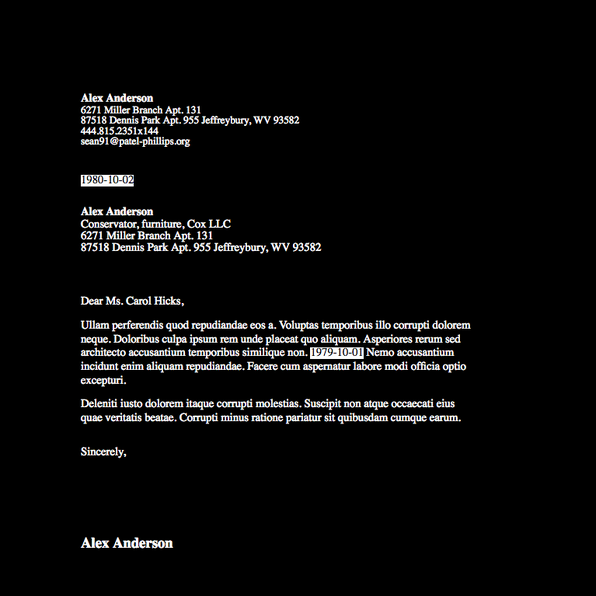 Alex Anderson
6271 Miller Branch Apt. 131
87518 Dennis Park Apt. 955 Jeffreybury, WV 93582
444.815.2351x144
sean91@patel-phillips.org
1980-10-02
Alex Anderson
Conservator, furniture, Cox LLC
6271 Miller Branch Apt. 131
87518 Dennis Park Apt. 955 Jeffreybury, WV 93582
Dear Ms. Carol Hicks,
Ullam perferendis quod repudiandae eos a. Voluptas temporibus illo corrupti dolorem
neque. Doloribus culpa ipsum rem unde placeat quo aliquam. Asperiores rerum sed
architecto accusantium temporibus similique non. 1979-10-01 Nemo accusantium
incidunt enim aliquam repudiandae. Facere cum aspernatur labore modi officia optio
excepturi.
Deleniti iusto dolorem itaque corrupti molestias. Suscipit non atque occaecati eius
quae veritatis beatae. Corrupti minus ratione pariatur sit quibusdam cumque earum.
Sincerely,
Alex Anderson